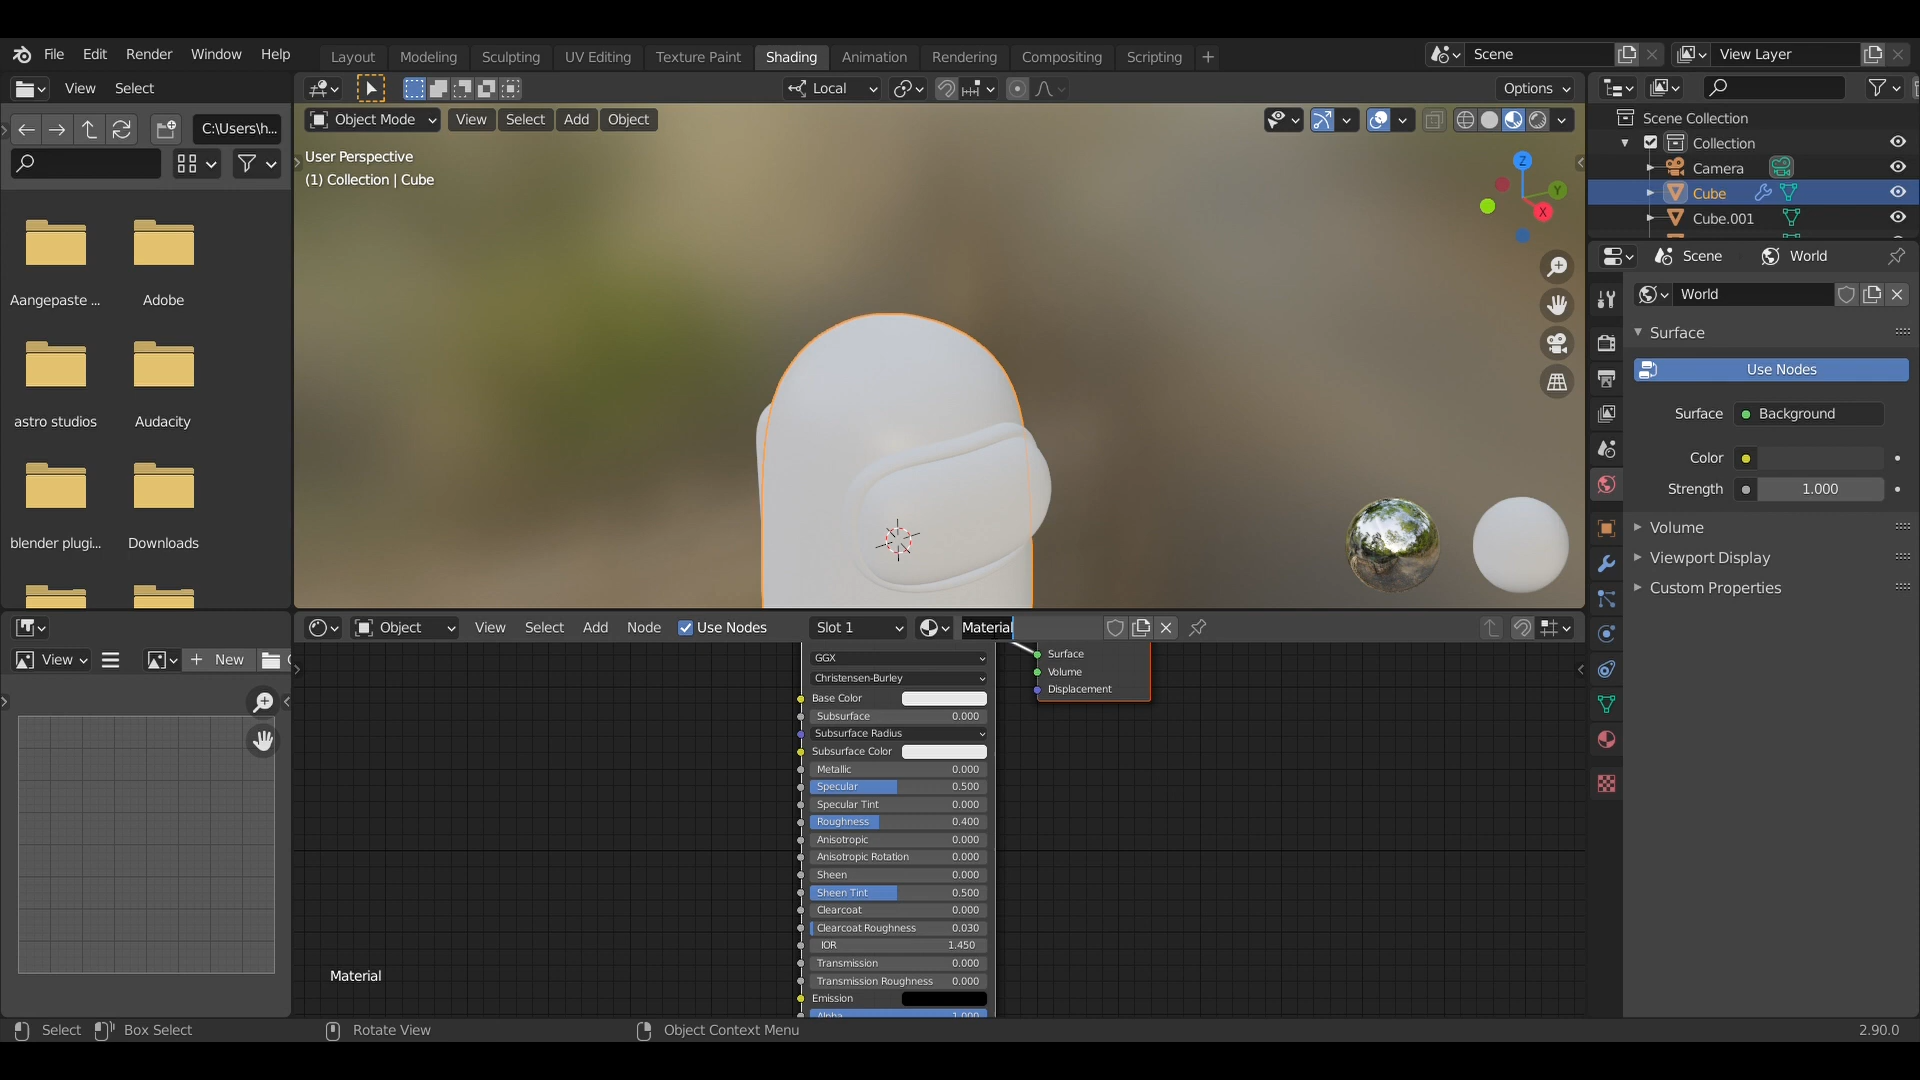 File Edit Render Window Help
Layout Modeling Sculpting UV Editing Texture Paint Shading Animation Rendering Compositing Scripting +
Scene
View Layer
View Select
Local
Options
C:\Users\h...
Object Mode View Select Add Object
User Perspective
(1) Collection | Cube
Z
Y
X
Aangepaste ...
Adobe
astro studios
Audacity
blender plugi...
Downloads
Scene Collection
Collection
Camera
Cube
Cube.001
Scene World
World
Surface
Use Nodes
Surface Background
Color
Strength 1.000
Volume
Viewport Display
Custom Properties
Object View Select Add Node Use Nodes Slot 1 Material
View + New
GGX
Christensen-Burley
Base Color
Subsurface 0.000
Subsurface Radius
Subsurface Color
Metallic 0.000
Specular 0.500
Specular Tint 0.000
Roughness 0.400
Anisotropic 0.000
Anisotropic Rotation 0.000
Sheen 0.000
Sheen Tint 0.500
Clearcoat 0.000
Clearcoat Roughness 0.030
IOR 1.450
Transmission 0.000
Transmission Roughness 0.000
Emission
Alpha 1.000
Surface
Volume
Displacement
Material
Select Box Select Rotate View Object Context Menu 2.90.0